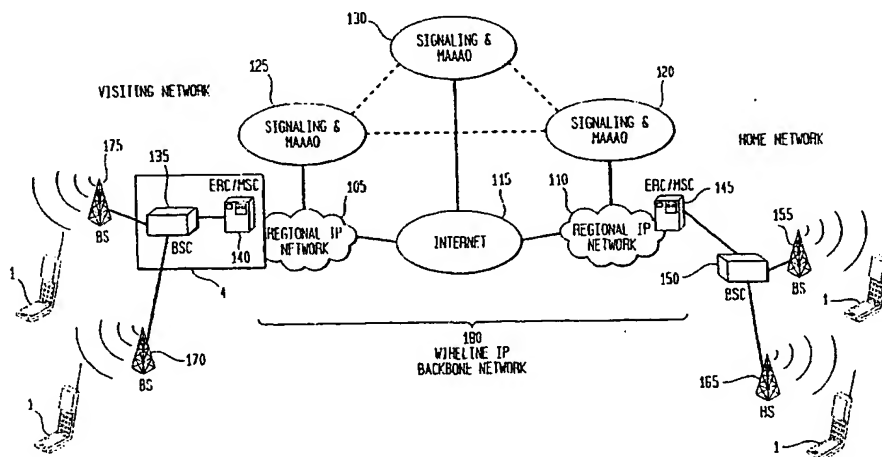 130
SIGNALING &
MAAAO
125
120
VISITING NETWORK
SIGNALING &
MAAAO
SIGNALING &
MAAAO
HOME NETWORK
175
135
ERC/MSC
105
115
110
ERC/MSC
145
155
BS
BSC
140
REGIONAL IP
NETWORK
INTERNET
REGIONAL IP
NETWORK
150
BSC
BS
1
4
1
170
BS
180
WIRELINE IP
BACKBONE NETWORK
165
BS
1
1